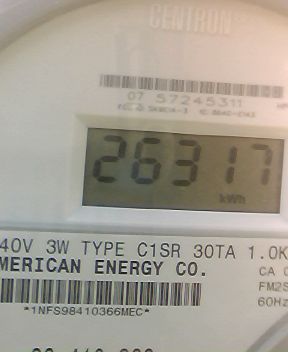 CENTRON
07 57245311
26317
kWh
40V 3W TYPE C1SR 30TA 1.0K
MERICAN ENERGY CO.
CA 0
FM2S
60Hz
*1NFS98410366MEC*